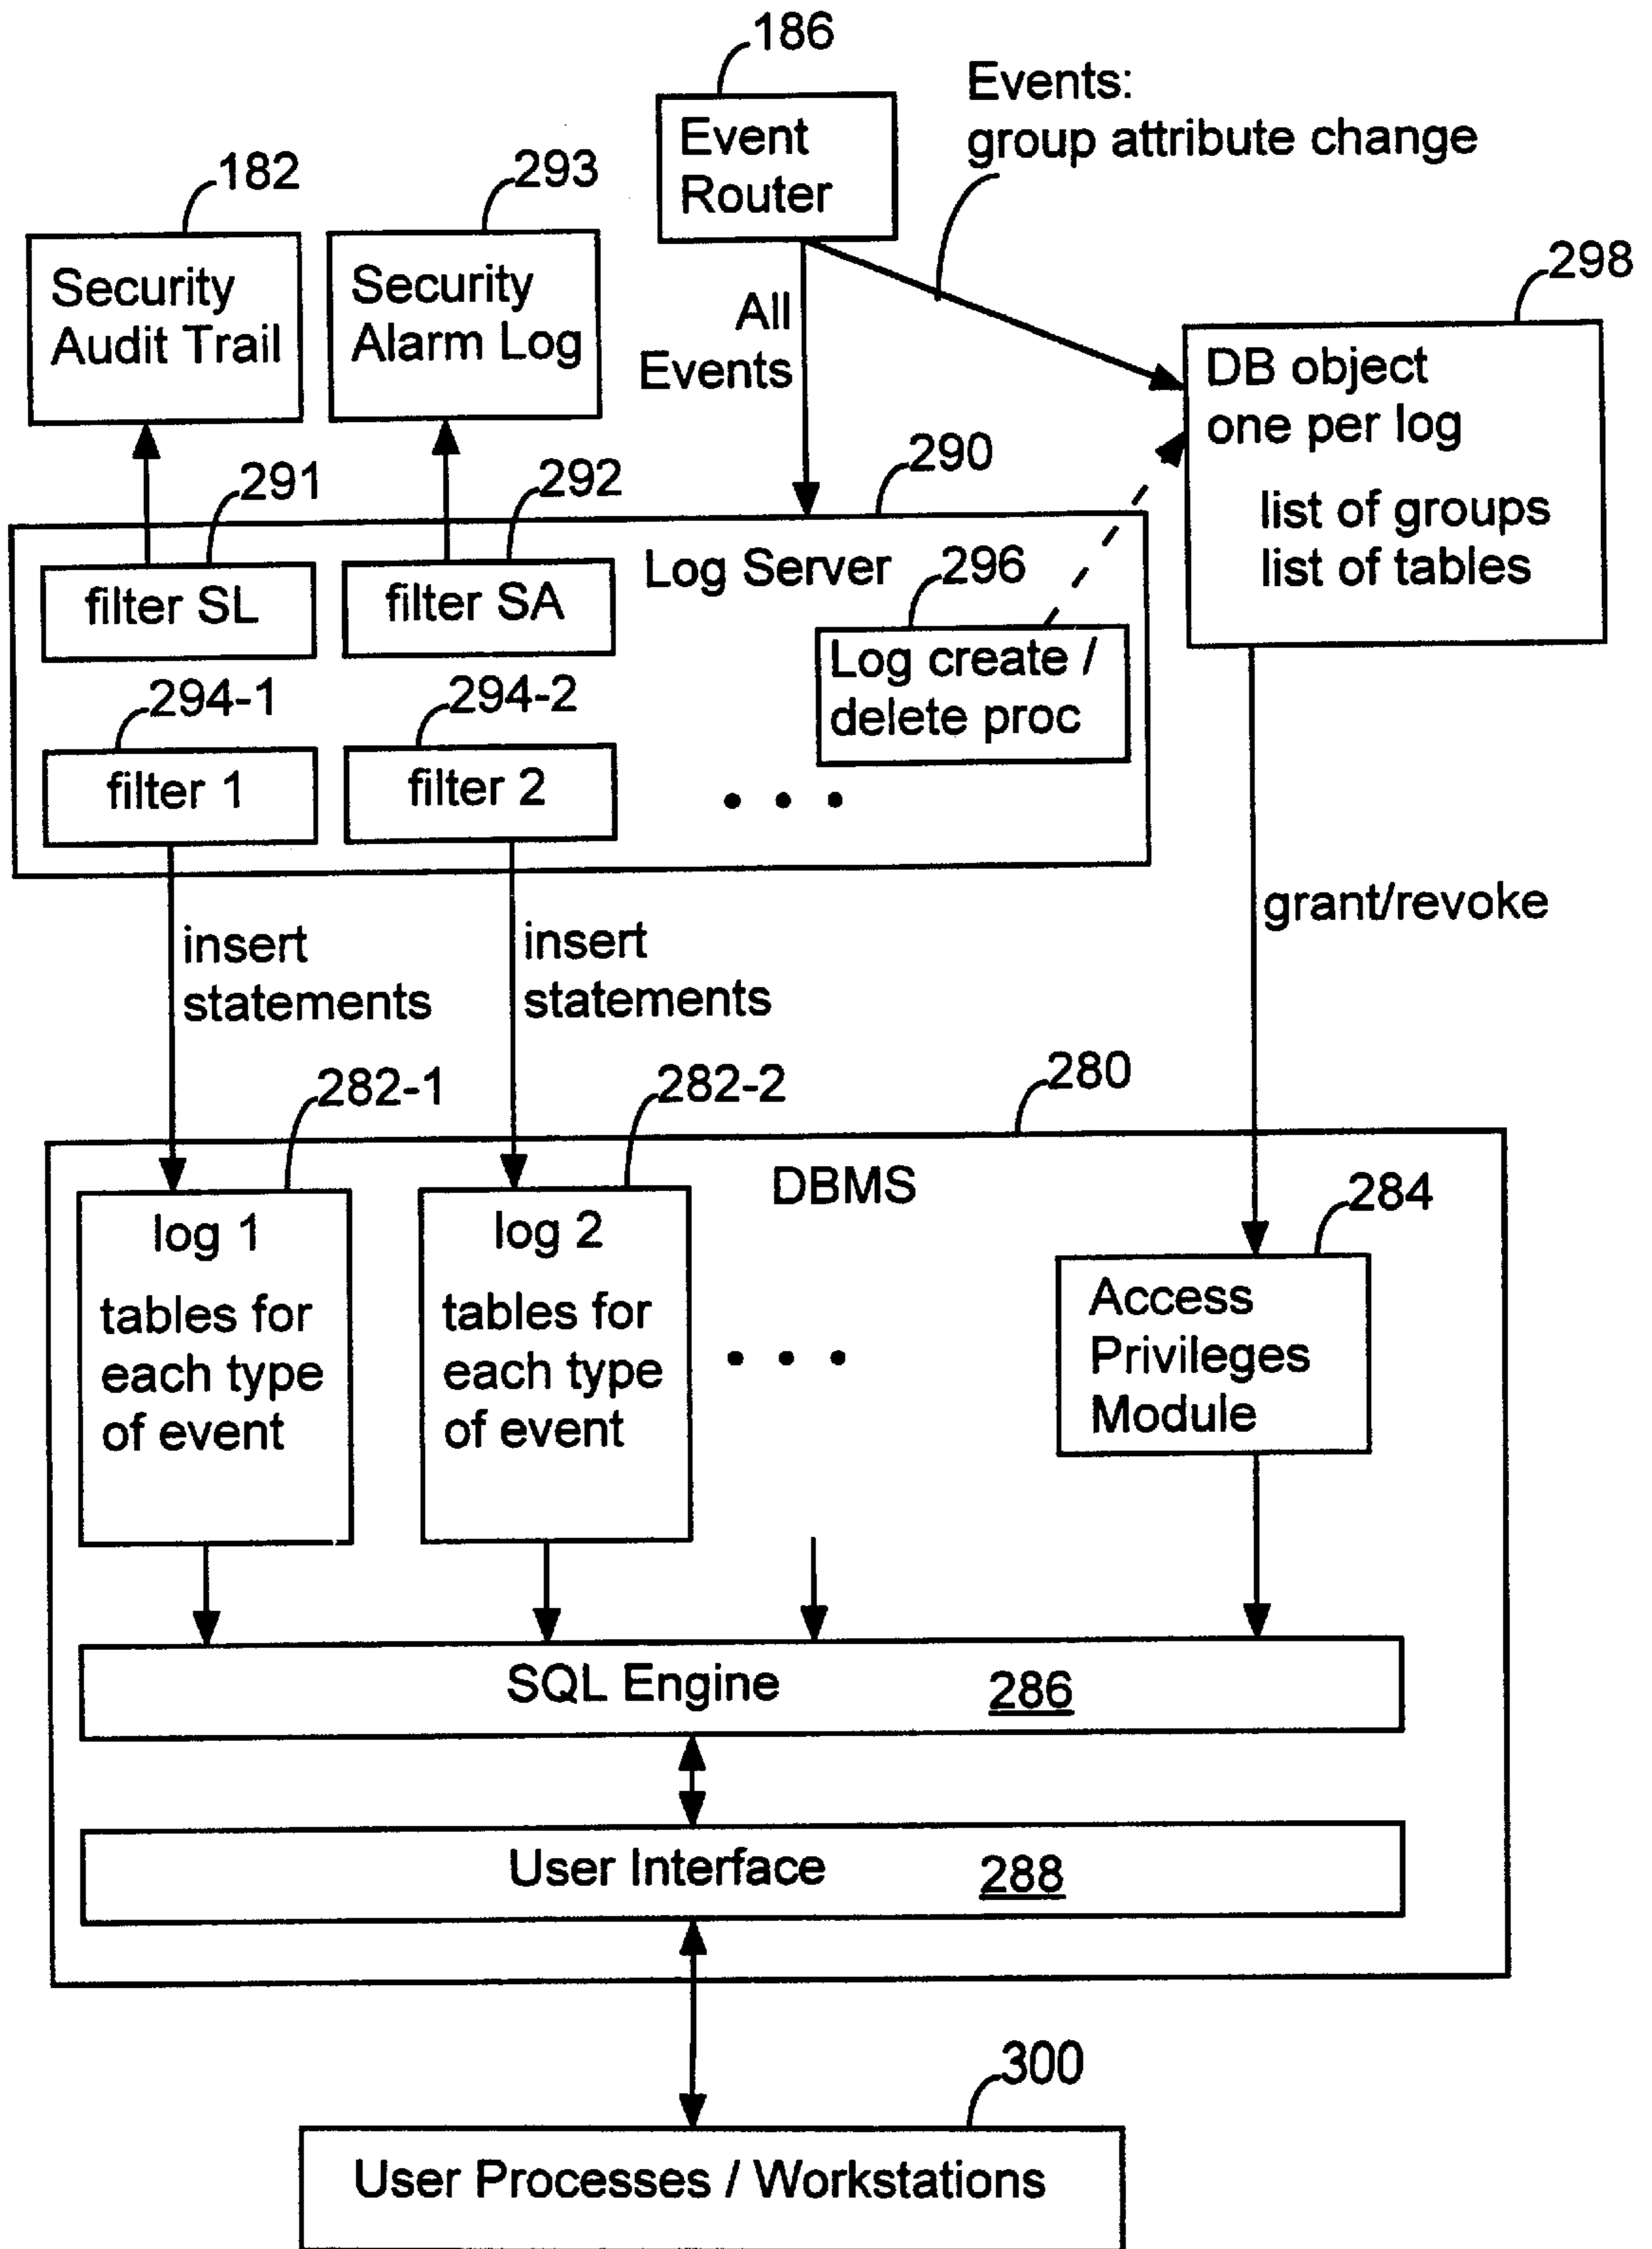 186
Event
Router
Events:
group attribute change
182
293
298
Security
Audit Trail
Security
Alarm Log
All
Events
DB object
one per log
list of groups
list of tables
291
292
290
Log Server
296
filter SL
filter SA
Log create /
delete proc
294-1
294-2
filter 1
filter 2
• • •
insert
statements
insert
statements
grant/revoke
282-1
282-2
280
DBMS
284
log 1
tables for
each type
of event
log 2
tables for
each type
of event
• • •
Access
Privileges
Module
SQL Engine 286
User Interface 288
300
User Processes / Workstations